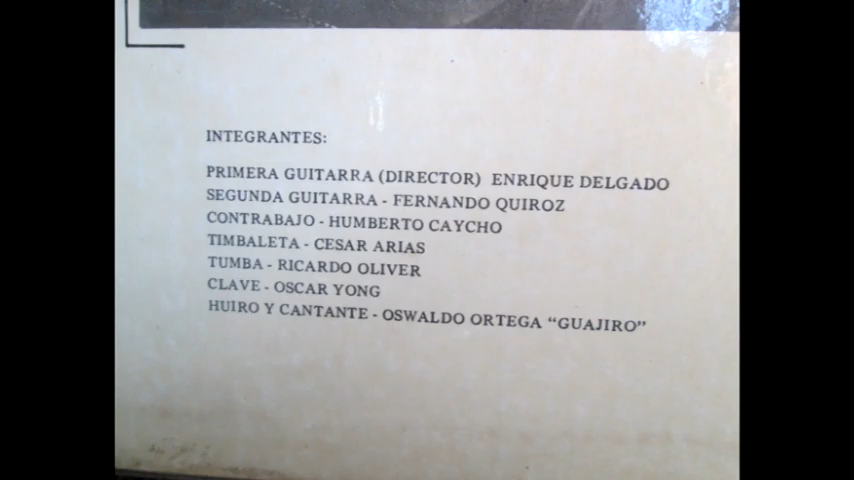 INTEGRANTES:
PRIMERA GUITARRA (DIRECTOR) ENRIQUE DELGADO
SEGUNDA GUITARRA - FERNANDO QUIROZ
CONTRABAJO - HUMBERTO CAYCHO
TIMBALETA - CESAR ARIAS
TUMBA - RICARDO OLIVER
CLAVE - OSCAR YONG
HUIRO Y CANTANTE - OSWALDO ORTEGA “GUAJIRO”